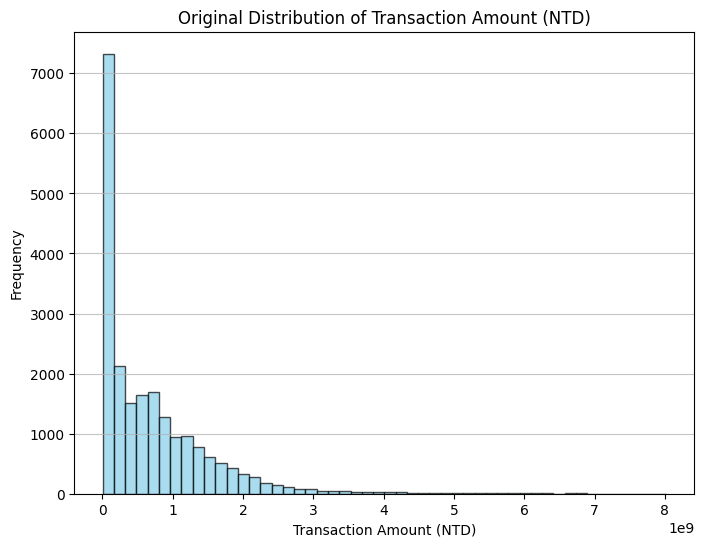 Original Distribution of Transaction Amount (NTD)
7000
6000
5000
4000
3000
2000
1000
0
Frequency
0 1 2 3 4 5 6 7 8
1e9
Transaction Amount (NTD)